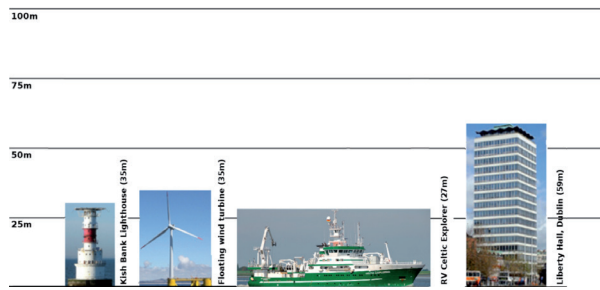 100m
75m
50m
25m
Kish Bank Lighthouse (35m)
Floating wind turbine (35m)
RV Celtic Explorer (27m)
Liberty Hall, Dublin (59m)